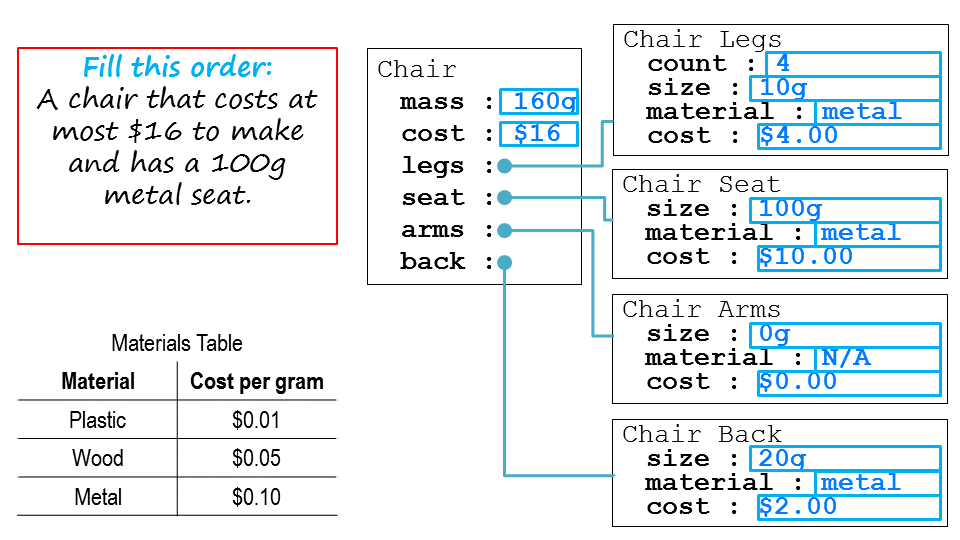 Fill this order:
A chair that costs at
most $16 to make
and has a 100g
metal seat.
Materials Table
Material Cost per gram
Plastic $0.01
Wood $0.05
Metal $0.10
Chair
mass : 160g
cost : $16
legs :
seat :
arms :
back :
Chair Legs
count : 4
size : 10g
material : metal
cost : $4.00
Chair Seat
size : 100g
material : metal
cost : $10.00
Chair Arms
size : 0g
material : N/A
cost : $0.00
Chair Back
size : 20g
material : metal
cost : $2.00